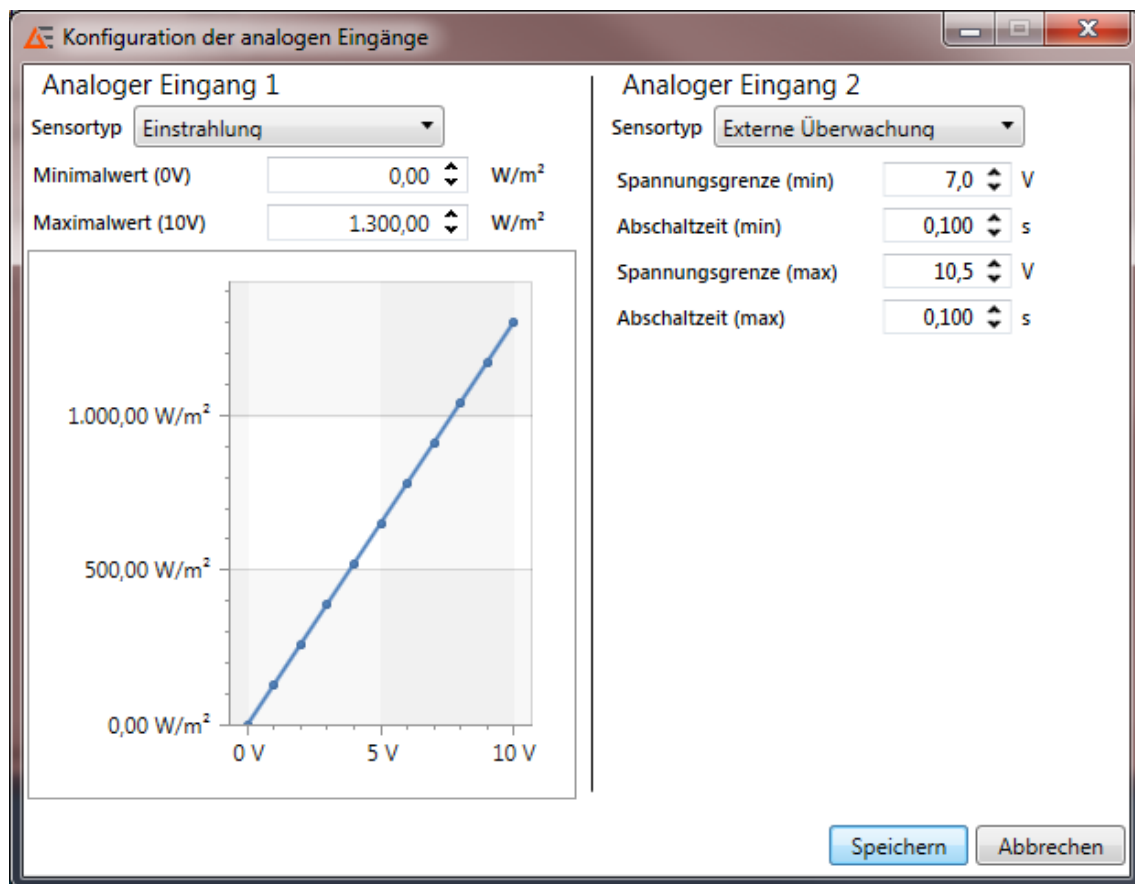 Konfiguration der analogen Eingänge
Analoger Eingang 1
Sensortyp Einstrahlung
Minimalwert (0V) 0,00 W/m²
Maximalwert (10V) 1.300,00 W/m²
1.000,00 W/m²
500,00 W/m²
0,00 W/m²
0 V 5 V 10 V
Analoger Eingang 2
Sensortyp Externe Überwachung
Spannungsgrenze (min) 7,0 V
Abschaltzeit (min) 0,100 s
Spannungsgrenze (max) 10,5 V
Abschaltzeit (max) 0,100 s
Speichern Abbrechen